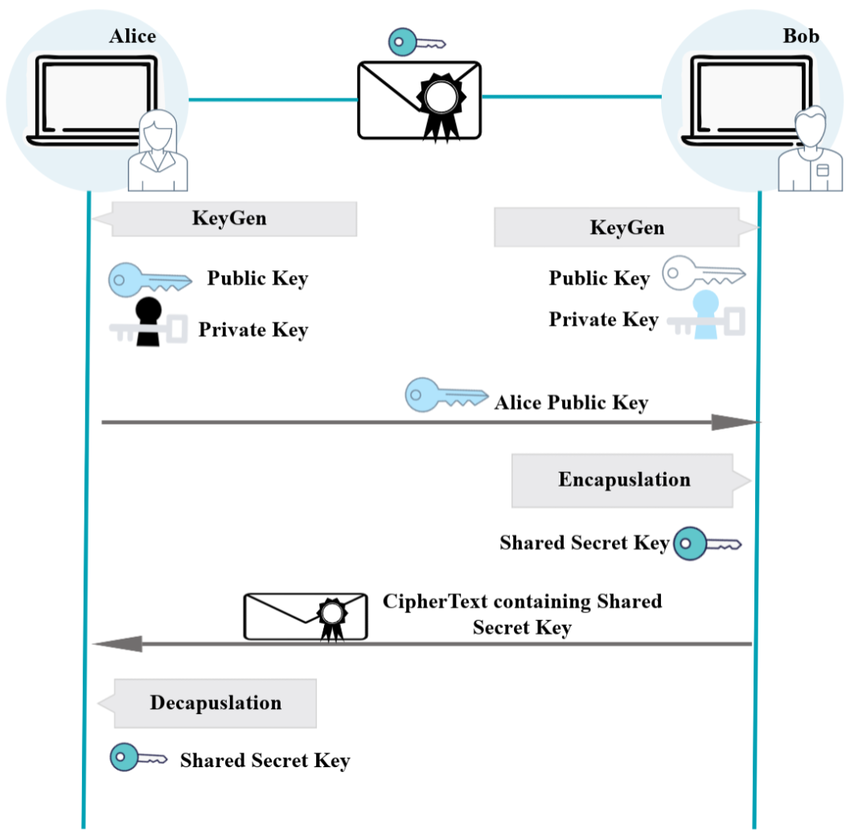 Alice
Bob
KeyGen
KeyGen
Public Key
Public Key
Private Key
Private Key
Alice Public Key
Encapuslation
Shared Secret Key
CipherText containing Shared
Secret Key
Decapuslation
Shared Secret Key